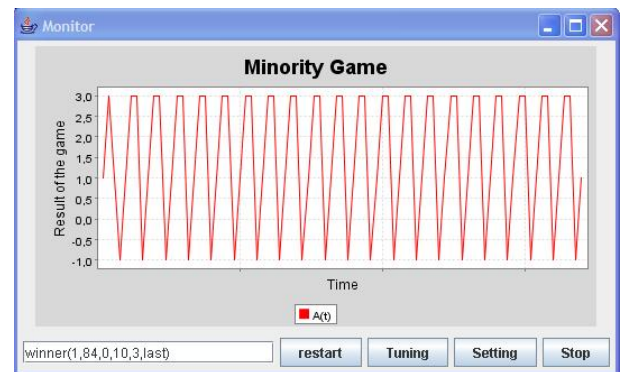 Monitor
Minority Game
Result of the game
3,0
2,5
2,0
1,5
1,0
0,5
0,0
-0,5
-1,0
Time
A(t)
winner(1,84,0,10,3,last)
restart
Tuning
Setting
Stop